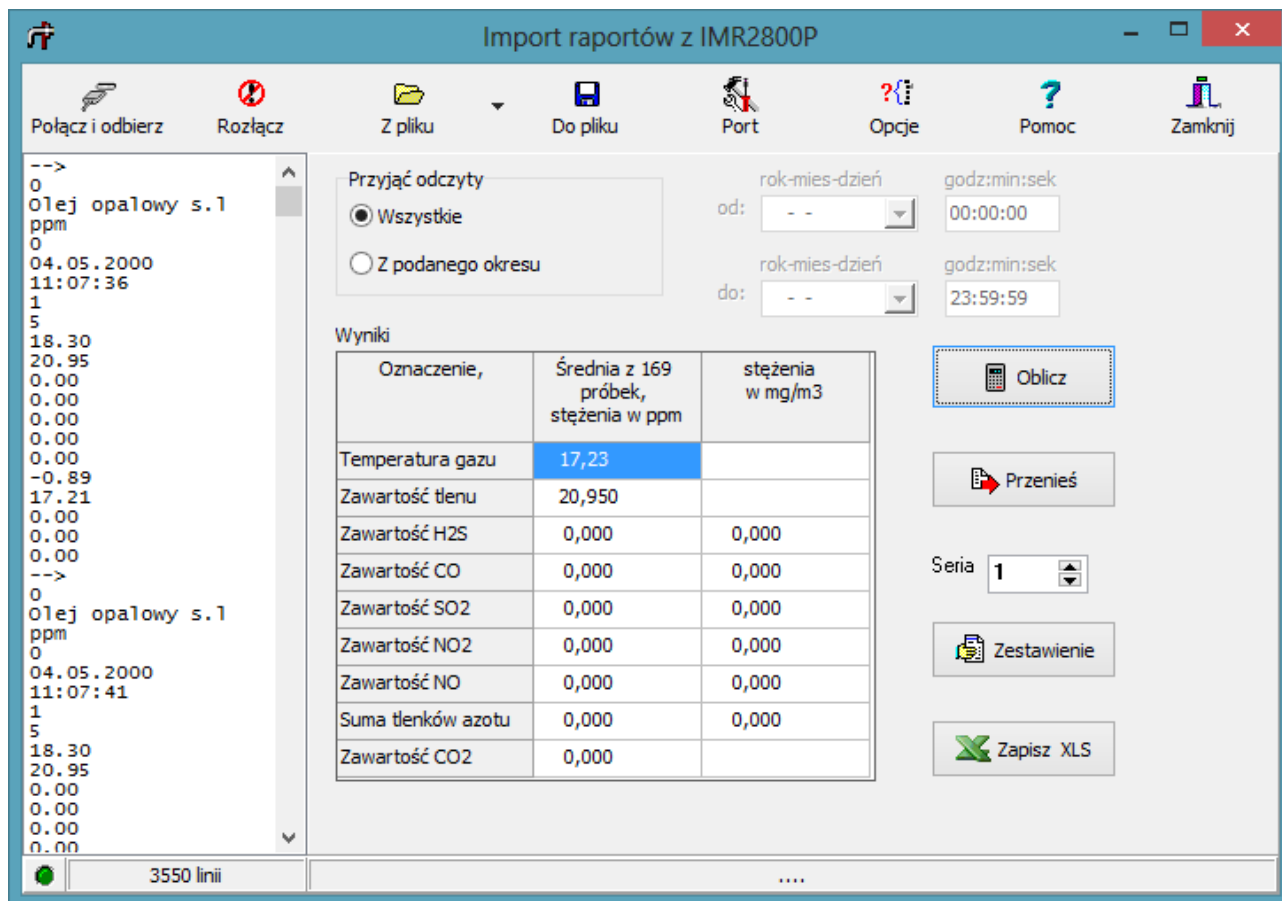 Import raportów z IMR2800P
Połącz i odbierz
Rozłącz
Z pliku
Do pliku
Port
Opcje
Pomoc
Zamknij
-->
0
Olej opalowy s.l
ppm
0
04.05.2000
11:07:36
1
5
18.30
20.95
0.00
0.00
0.00
0.00
0.00
-0.89
17.21
0.00
0.00
0.00
-->
0
Olej opalowy s.l
ppm
0
04.05.2000
11:07:41
1
5
18.30
20.95
0.00
0.00
0.00
0.00
Przyjąć odczyty
Wszystkie
Z podanego okresu
rok-mies-dzień godz:min:sek
od: - - 00:00:00
rok-mies-dzień godz:min:sek
do: - - 23:59:59
Wyniki
Oznaczenie, Średnia z 169 stężenia
próbek, w mg/m3
stężenia w ppm
Temperatura gazu 17,23
Zawartość tlenu 20,950
Zawartość H2S 0,000 0,000
Zawartość CO 0,000 0,000
Zawartość SO2 0,000 0,000
Zawartość NO2 0,000 0,000
Zawartość NO 0,000 0,000
Suma tlenków azotu 0,000 0,000
Zawartość CO2 0,000
Oblicz
Przenieś
Seria 1
Zestawienie
Zapisz XLS
3550 linii
....